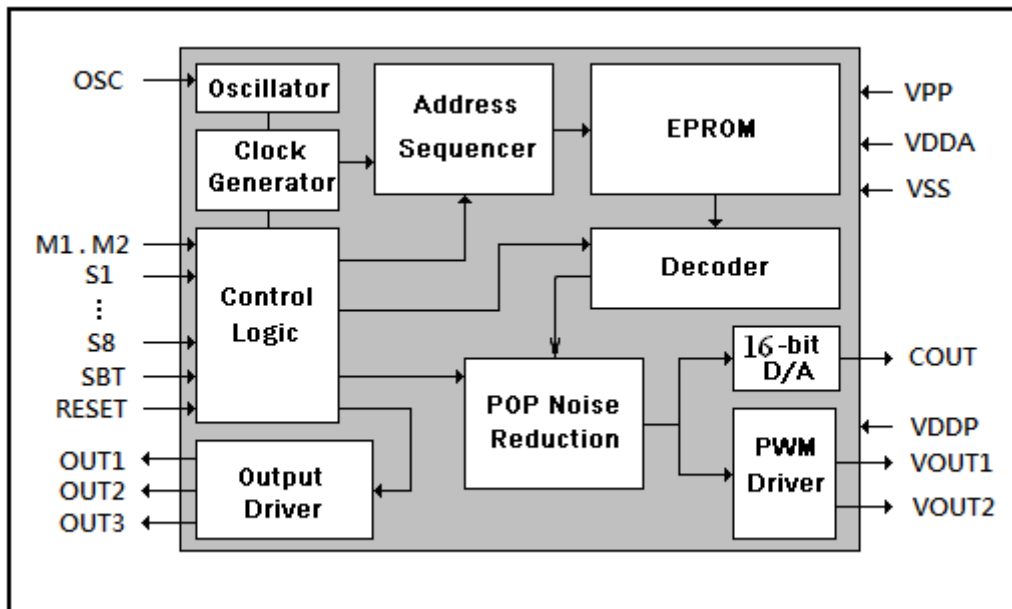 OSC
M1 . M2
S1
⋮
S8
SBT
RESET
OUT1
OUT2
OUT3
Oscillator
Clock
Generator
Control
Logic
Output
Driver
Address
Sequencer
EPROM
Decoder
POP Noise
Reduction
16-bit
D/A
PWM
Driver
VPP
VDDA
VSS
COUT
VDDP
VOUT1
VOUT2